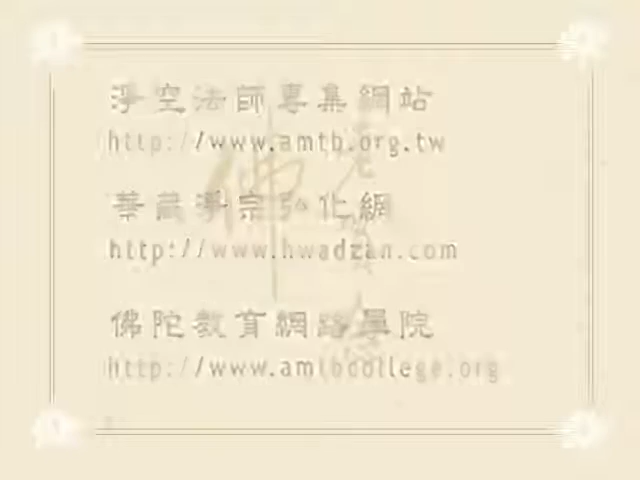 淨空法師專集網站
http://www.amtb.org.tw
華藏淨宗弘化網
http://www.hwadzan.com
佛陀教育網路學院
http://www.amtbcollege.org
佛